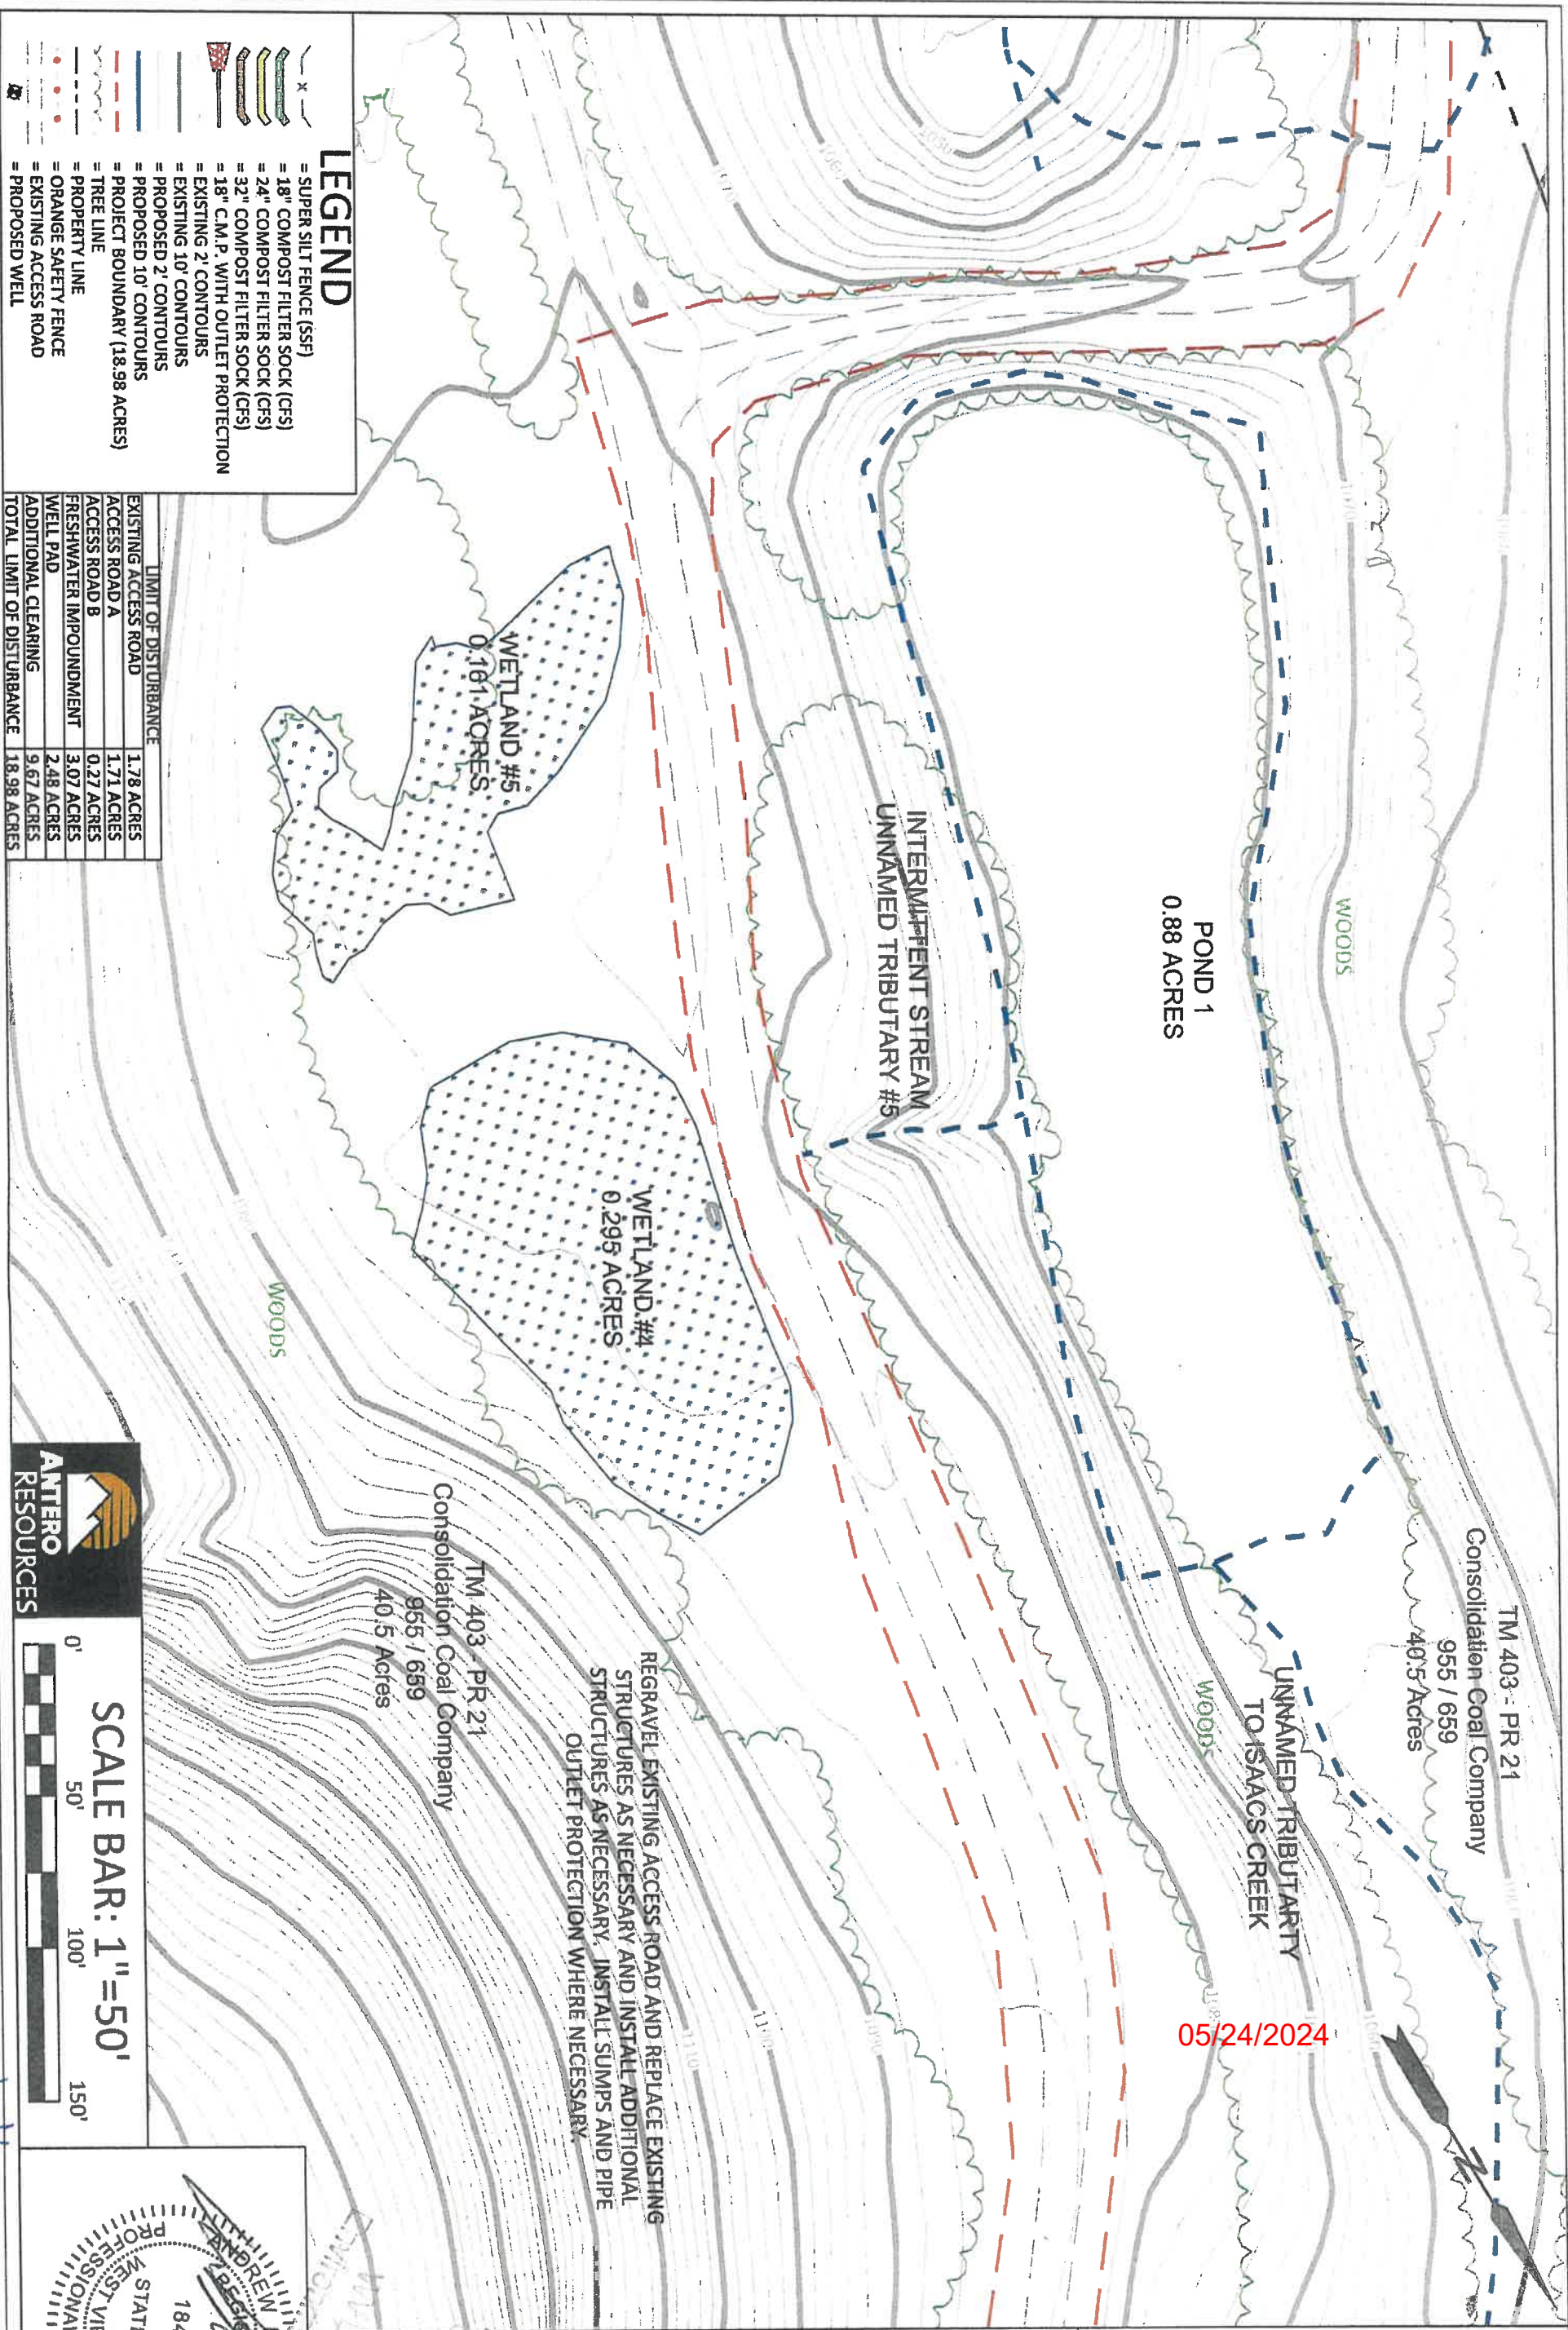 LEGEND
= SUPER SILT FENCE (SSF)
= 18" COMPOST FILTER SOCK (CFS)
= 24" COMPOST FILTER SOCK (CFS)
= 32" COMPOST FILTER SOCK (CFS)
= 18" C.M.P. WITH OUTLET PROTECTION
= EXISTING 2' CONTOURS
= EXISTING 10' CONTOURS
= PROPOSED 2' CONTOURS
= PROPOSED 10' CONTOURS
= PROJECT BOUNDARY (18.98 ACRES)
= TREE LINE
= PROPERTY LINE
= ORANGE SAFETY FENCE
= EXISTING ACCESS ROAD
= PROPOSED WELL
LIMIT OF DISTURBANCE
EXISTING ACCESS ROAD 1.78 ACRES
ACCESS ROAD A 1.71 ACRES
ACCESS ROAD B 0.27 ACRES
FRESHWATER IMPOUNDMENT 3.07 ACRES
WELL PAD 2.48 ACRES
ADDITIONAL CLEARING 9.67 ACRES
TOTAL LIMIT OF DISTURBANCE 18.98 ACRES
WETLAND #5
0.161 ACRES
WETLAND #4
0.295 ACRES
INTERMITTENT STREAM
UNNAMED TRIBUTARY #5
POND 1
0.88 ACRES
WOODS
WOODS
WOODS
TM 403 - PR 21
Consolidation Coal Company
955 / 659
40.5 Acres
TM 403 - PR 21
Consolidation Coal Company
955 / 659
40.5 Acres
UNNAMED TRIBUTARTY
TO ISAACS CREEK
REGRAVEL EXISTING ACCESS ROAD AND REPLACE EXISTING
STRUCTURES AS NECESSARY AND INSTALL ADDITIONAL
STRUCTURES AS NECESSARY. INSTALL SUMPS AND PIPE
OUTLET PROTECTION WHERE NECESSARY.
05/24/2024
1070
1110
ANTERO
RESOURCES
SCALE BAR: 1"=50'
0' 50' 100' 150'
ANDREW
STATE